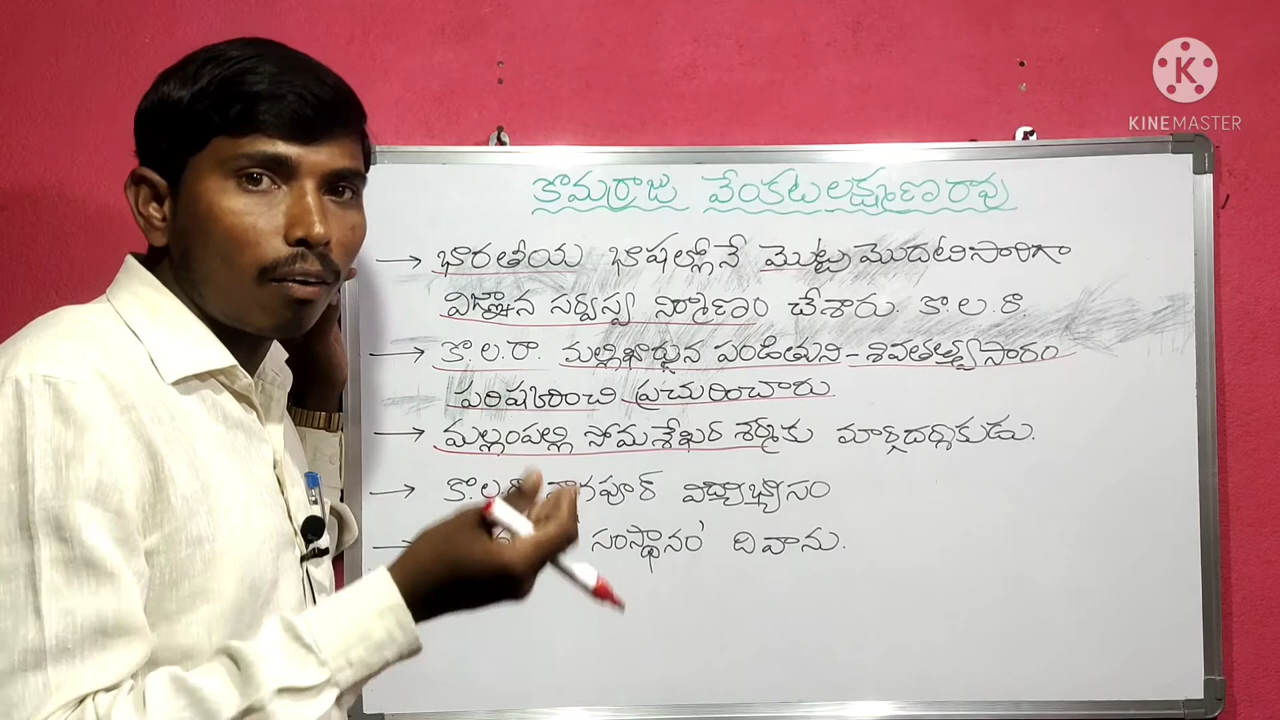 KINEMASTER
కొమర్రాజు వేంకటలక్ష్మణరావు
→ భారతీయ భాషల్లోనే మొట్టమొదటిసారిగా
విజ్ఞాన సర్వస్వ నిర్మాణం చేశారు. కొ.ల.రా.
→ కొ.ల.రా. మల్లిఖార్జున పండితుని - శివతత్త్వసారం
పరిష్కరించి ప్రచురించారు.
→ మల్లంపల్లి సోమశేఖర్ శర్మకు మార్గదర్శకుడు.
→ కొ.ల.రా నాగపూర్ విద్యాభ్యాసం
→ సంస్థానం' దివాను.